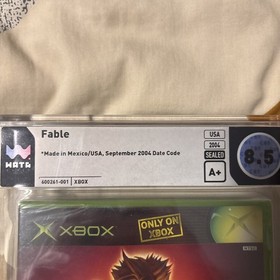 Fable
*Made in Mexico/USA, September 2004 Date Code
600261-001 | XBOX
WATA
USA
2004
SEALED
A+
8.5
XBOX
ONLY ON
XBOX